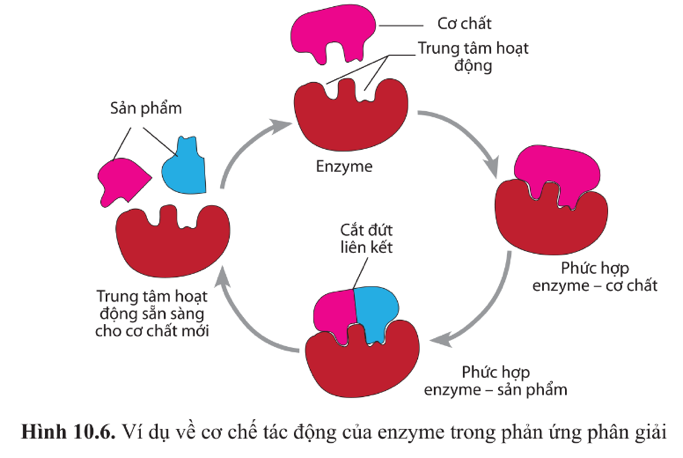 Cơ chất
Trung tâm hoạt
động
Enzyme
Sản phẩm
Phức hợp
enzyme – cơ chất
Cắt đứt
liên kết
Trung tâm hoạt
động sẵn sàng
cho cơ chất mới
Phức hợp
enzyme – sản phẩm
Hình 10.6. Ví dụ về cơ chế tác động của enzyme trong phản ứng phân giải